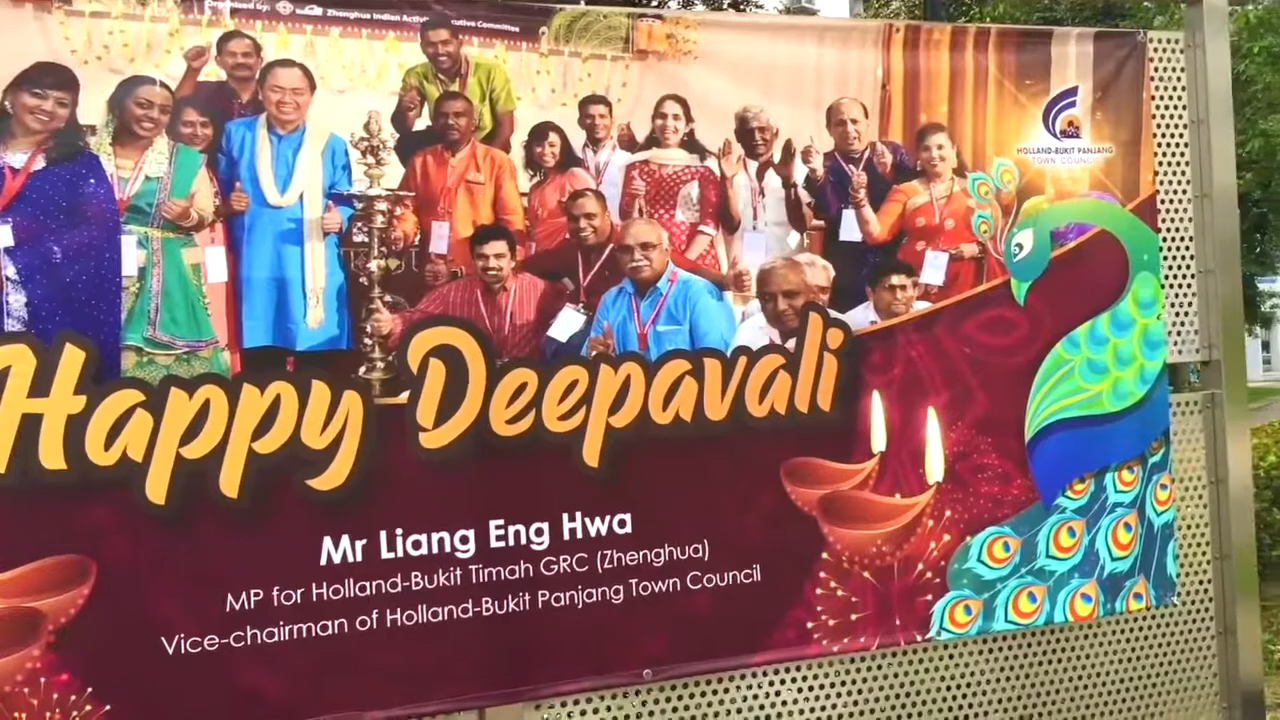 Organised by:
Zhenghua Indian Activity Executive Committee
HOLLAND-BUKIT PANJANG
TOWN COUNCIL
Happy Deepavali
Mr Liang Eng Hwa
MP for Holland-Bukit Timah GRC (Zhenghua)
Vice-chairman of Holland-Bukit Panjang Town Council